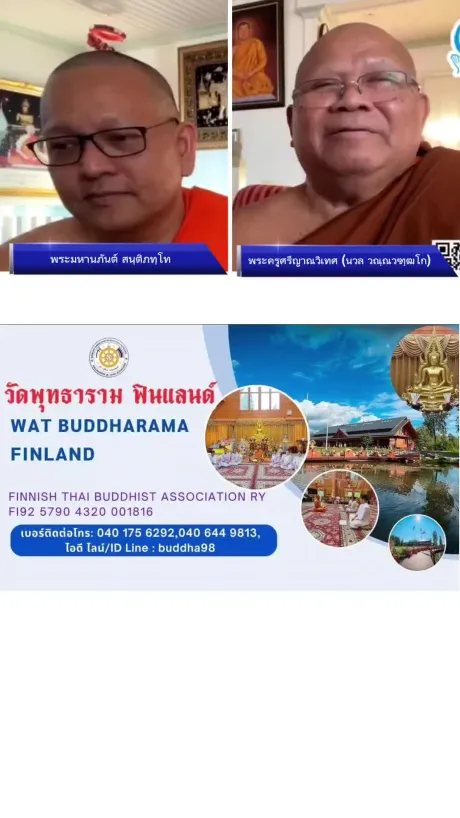 พระมหานภันต์ สนฺติภทฺโท
พระครูศรีญาณวิเทศ (นวล วณฺณวฑฺฒโก)
วัดพุทธาราม ฟินแลนด์
WAT BUDDHARAMA
FINLAND
FINNISH THAI BUDDHIST ASSOCIATION RY
FI92 5790 4320 001816
เบอร์ติดต่อโทร: 040 175 6292,040 644 9813,
ไอดี ไลน์/ID Line : buddha98